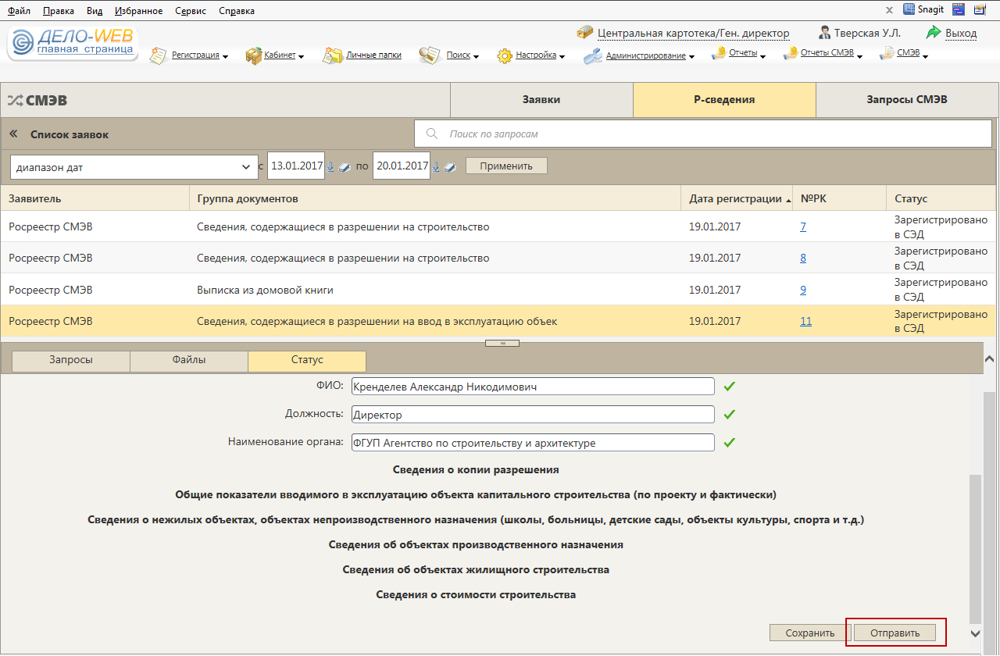 Файл Правка Вид Избранное Сервис Справка x Snagit
ДЕЛО-WEB
главная страница
Центральная картотека/Ген. директор Тверская У.Л. Выход
Регистрация Кабинет Личные папки Поиск Настройка Администрирование Отчеты Отчеты СМЭВ СМЭВ
СМЭВ Заявки Р-сведения Запросы СМЭВ
« Список заявок Поиск по запросам
диапазон дат с 13.01.2017 по 20.01.2017 Применить
Заявитель Группа документов Дата регистрации №РК Статус
Росреестр СМЭВ Сведения, содержащиеся в разрешении на строительство 19.01.2017 7 Зарегистрировано
в СЭД
Росреестр СМЭВ Сведения, содержащиеся в разрешении на строительство 19.01.2017 8 Зарегистрировано
в СЭД
Росреестр СМЭВ Выписка из домовой книги 19.01.2017 9 Зарегистрировано
в СЭД
Росреестр СМЭВ Сведения, содержащиеся в разрешении на ввод в эксплуатацию объек 19.01.2017 11 Зарегистрировано
в СЭД
Запросы Файлы Статус
ФИО: Кренделев Александр Никодимович
Должность: Директор
Наименование органа: ФГУП Агентство по строительству и архитектуре
Сведения о копии разрешения
Общие показатели вводимого в эксплуатацию объекта капитального строительства (по проекту и фактически)
Сведения о нежилых объектах, объектах непроизводственного назначения (школы, больницы, детские сады, объекты культуры, спорта и т.д.)
Сведения об объектах производственного назначения
Сведения об объектах жилищного строительства
Сведения о стоимости строительства
Сохранить Отправить